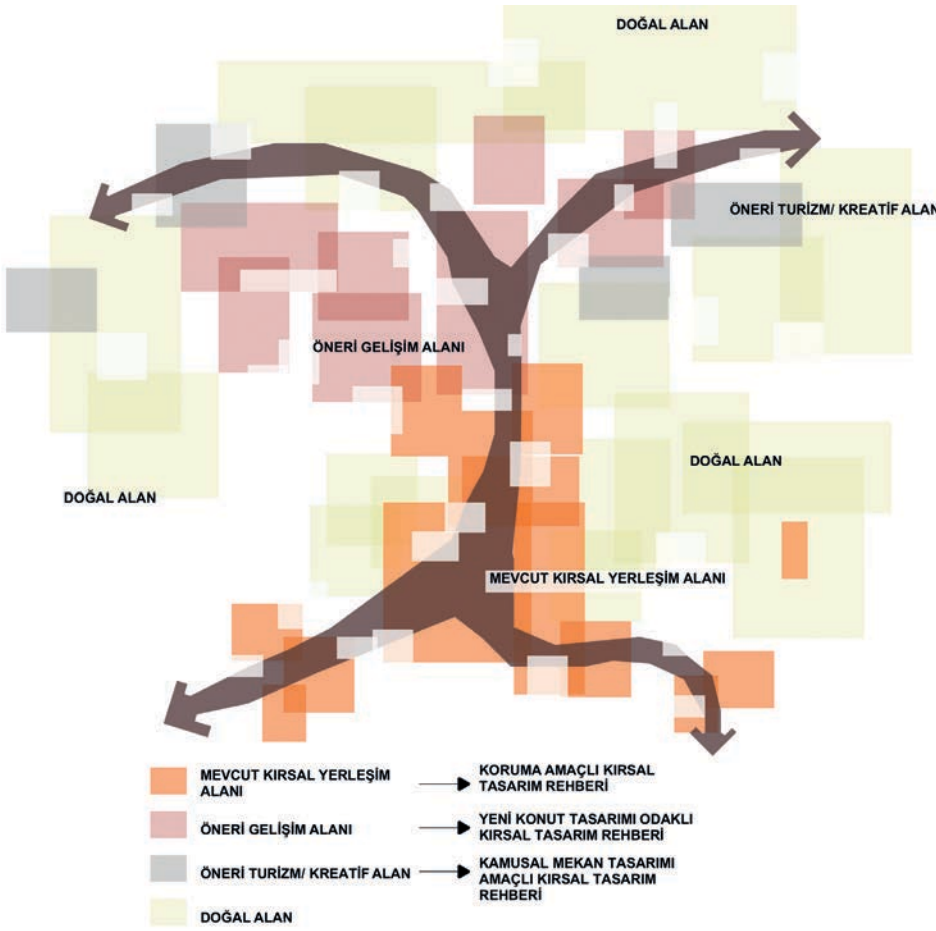 DOĞAL ALAN
ÖNERİ TURİZM/ KREATİF ALAN
ÖNERİ GELİŞİM ALANI
DOĞAL ALAN
DOĞAL ALAN
MEVCUT KIRSAL YERLEŞİM ALANI
MEVCUT KIRSAL YERLEŞİM
ALANI
KORUMA AMAÇLI KIRSAL
TASARIM REHBERİ
ÖNERİ GELİŞİM ALANI
YENİ KONUT TASARIMI ODAKLI
KIRSAL TASARIM REHBERİ
ÖNERİ TURİZM/ KREATİF ALAN
KAMUSAL MEKAN TASARIMI
AMAÇLI KIRSAL TASARIM
REHBERİ
DOĞAL ALAN